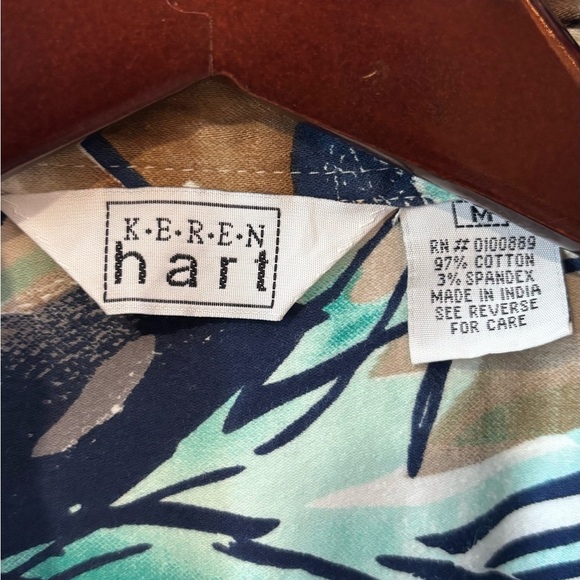 K·E·R·E·N
hart
M
RN # 0100889
97% COTTON
3% SPANDEX
MADE IN INDIA
SEE REVERSE
FOR CARE